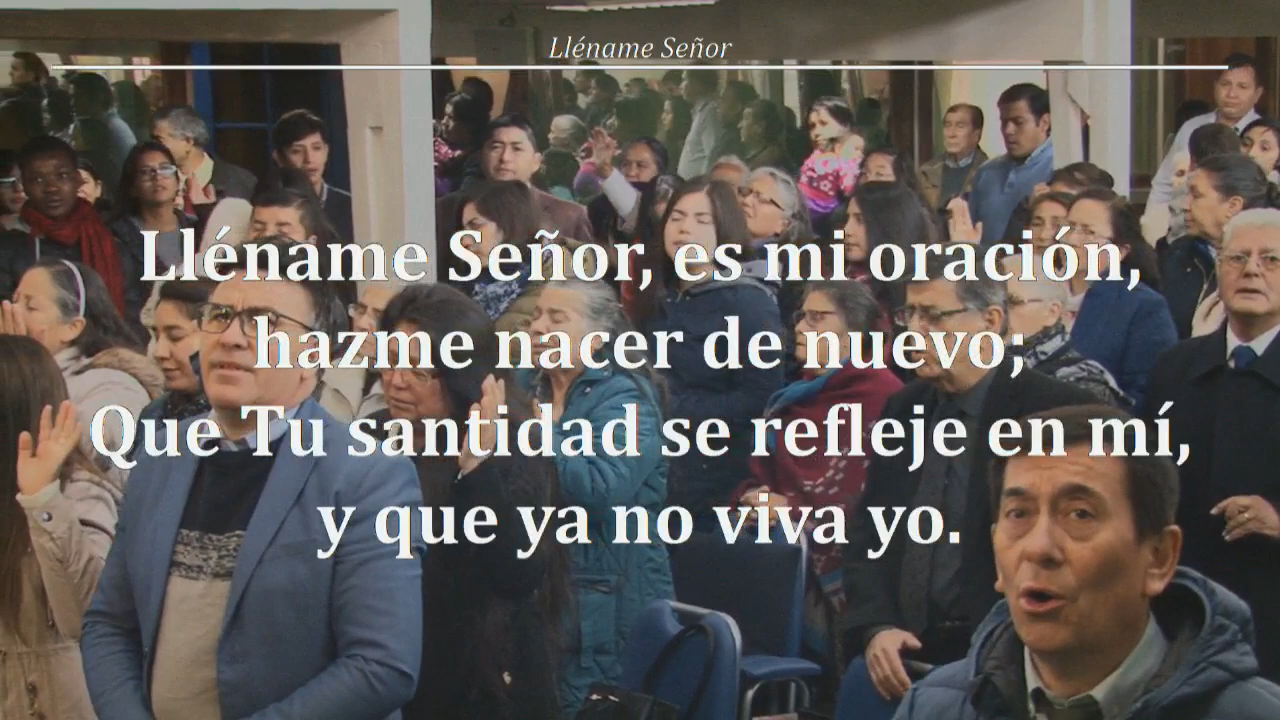 Lléname Señor
Lléname Señor, es mi oración,
hazme nacer de nuevo;
Que Tu santidad se refleje en mí,
y que ya no viva yo.